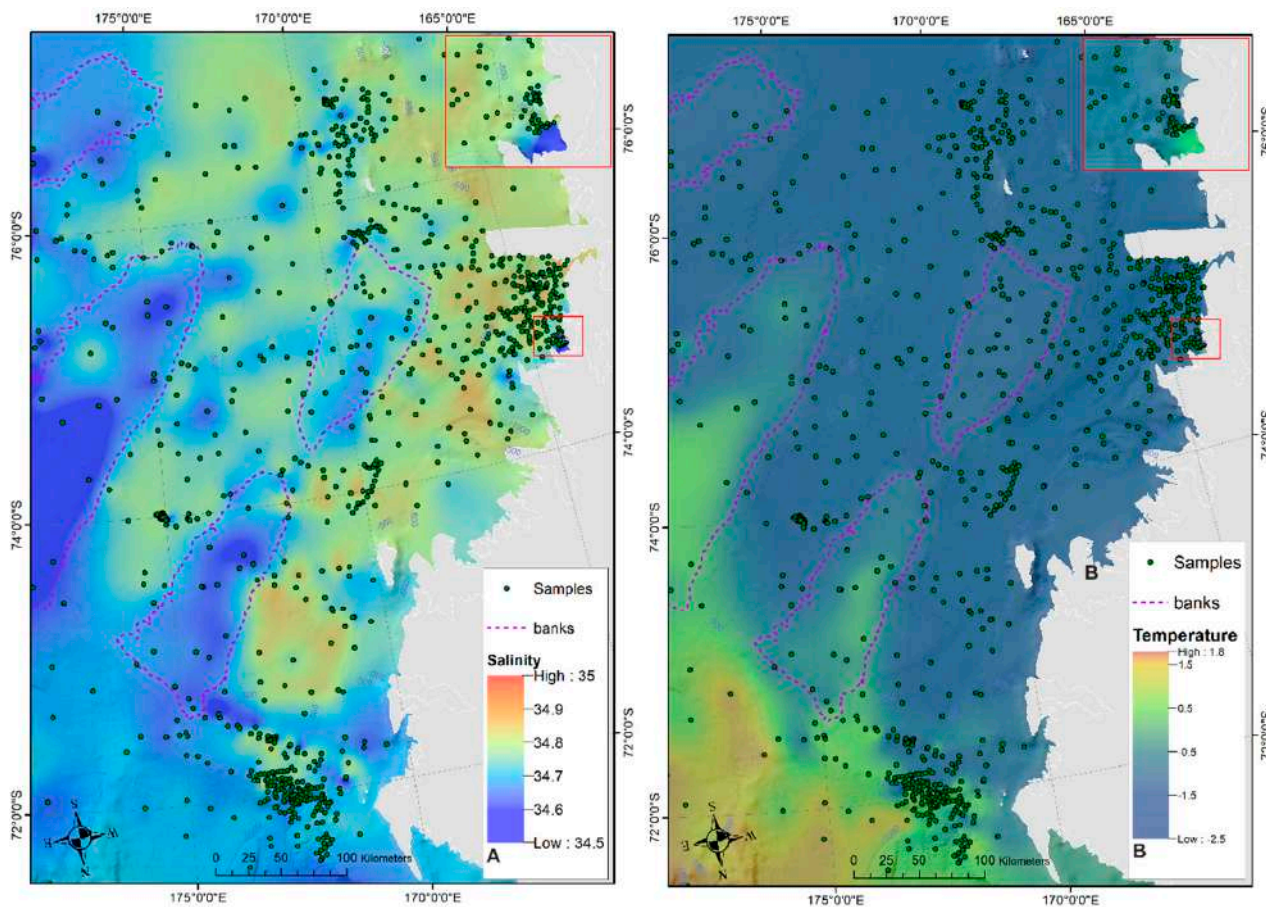 175°0'0"E
170°0'0"E
165°0'0"E
76°0'0"S
76°0'0"S
74°0'0"S
74°0'0"S
72°0'0"S
72°0'0"S
Samples
banks
Salinity
High : 35
34.9
34.8
34.7
34.6
Low : 34.5
A
S
W
E
N
0 25 50 100 Kilometers
175°0'0"E
170°0'0"E
175°0'0"E
170°0'0"E
165°0'0"E
76°0'0"S
76°0'0"S
74°0'0"S
74°0'0"S
72°0'0"S
72°0'0"S
B
Samples
banks
Temperature
High : 1.8
1.5
0.5
-0.5
-1.5
Low : -2.5
B
S
W
E
N
0 25 50 100 Kilometers
175°0'0"E
170°0'0"E